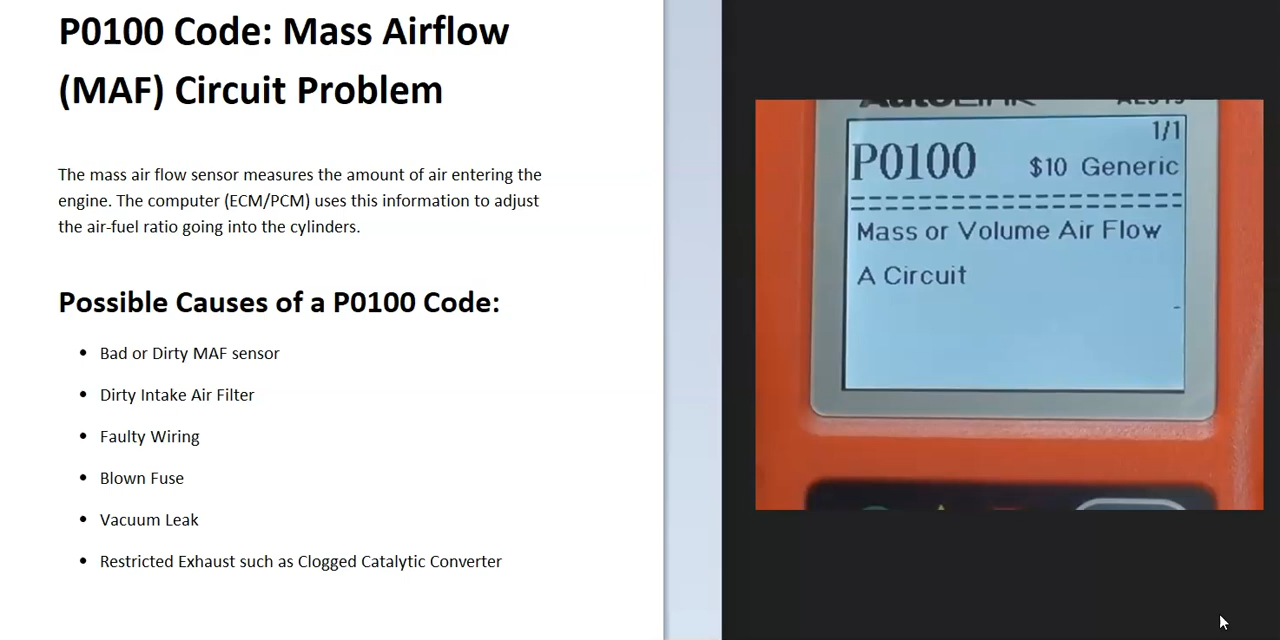 P0100 Code: Mass Airflow
(MAF) Circuit Problem
The mass air flow sensor measures the amount of air entering the
engine. The computer (ECM/PCM) uses this information to adjust
the air-fuel ratio going into the cylinders.
Possible Causes of a P0100 Code:
• Bad or Dirty MAF sensor
• Dirty Intake Air Filter
• Faulty Wiring
• Blown Fuse
• Vacuum Leak
• Restricted Exhaust such as Clogged Catalytic Converter
AutoLINK
1/1
P0100 $10 Generic
Mass or Volume Air Flow
A Circuit